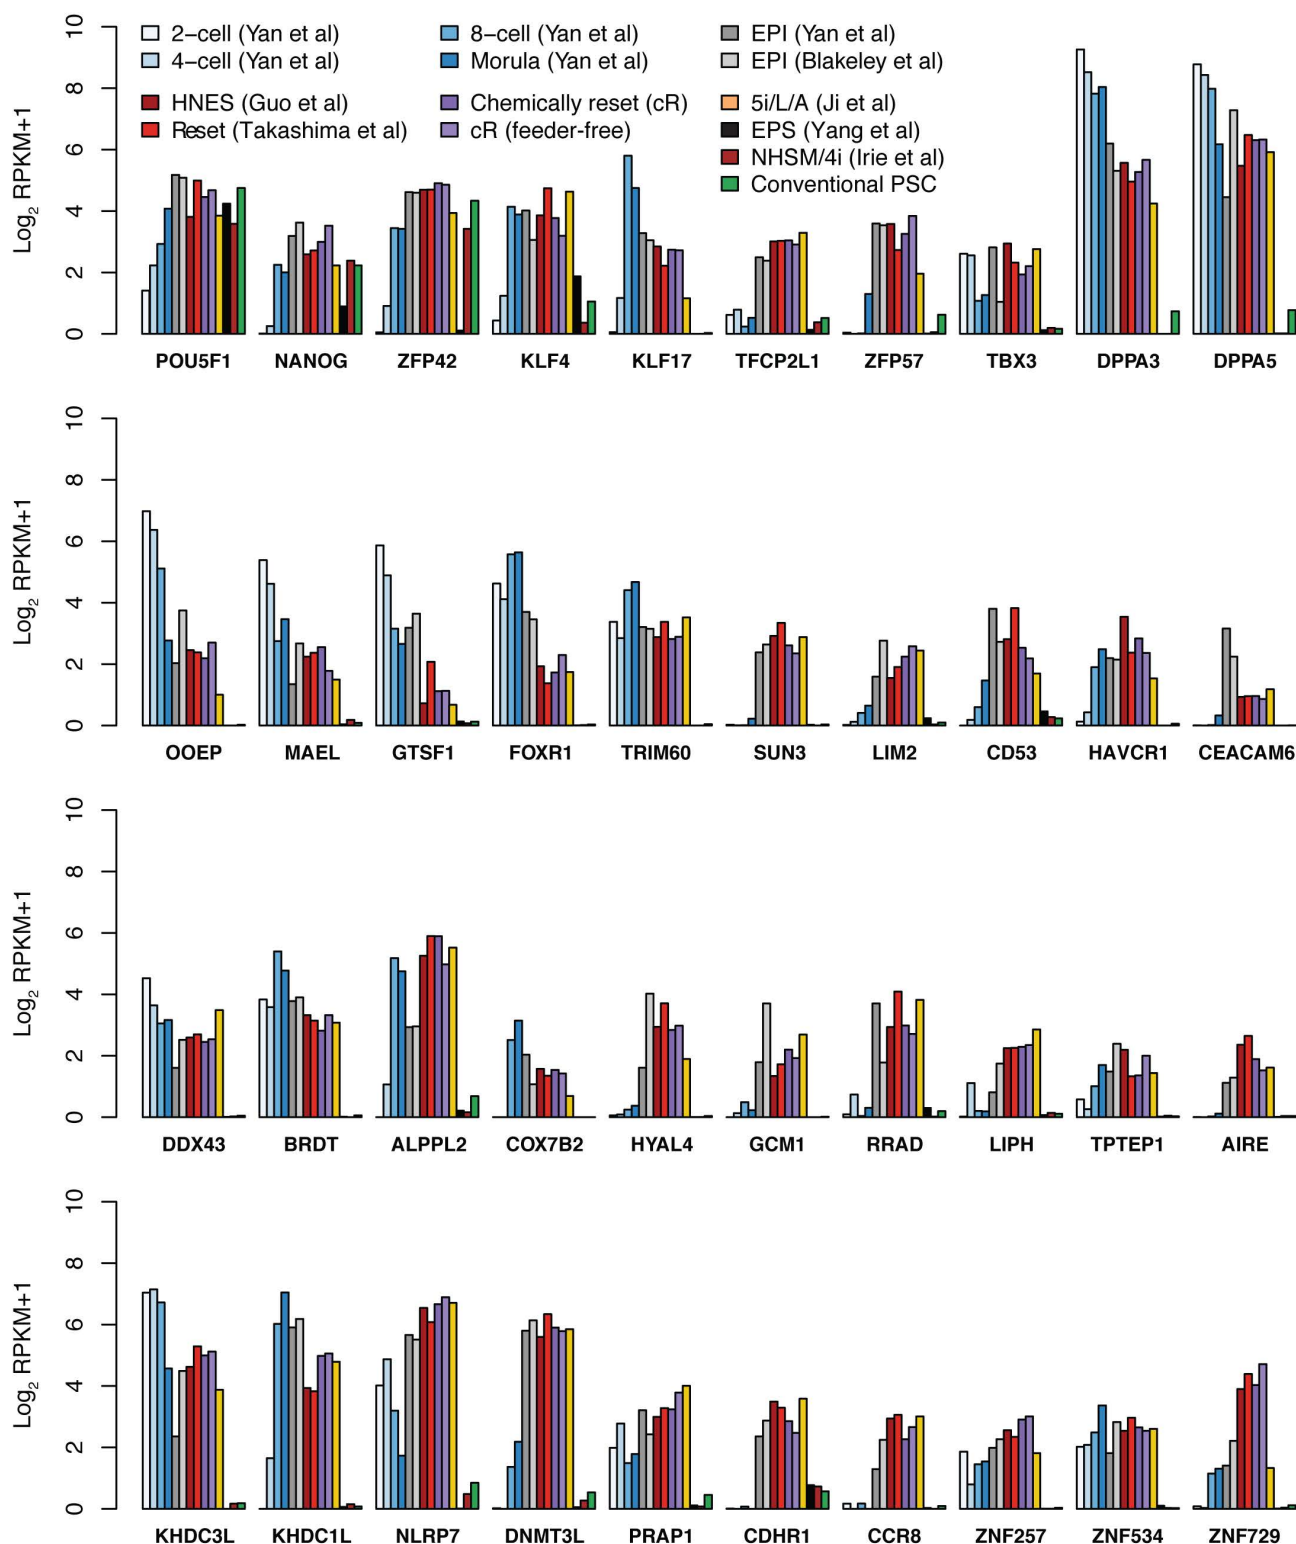 2−cell (Yan et al) 8−cell (Yan et al) EPI (Yan et al)
4−cell (Yan et al) Morula (Yan et al) EPI (Blakeley et al)
HNES (Guo et al) Chemically reset (cR) 5i/L/A (Ji et al)
Reset (Takashima et al) cR (feeder−free) EPS (Yang et al)
NHSM/4i (Irie et al)
Conventional PSC
Log2 RPKM+1
10
8
6
4
2
0
POU5F1 NANOG ZFP42 KLF4 KLF17 TFCP2L1 ZFP57 TBX3 DPPA3 DPPA5
Log2 RPKM+1
10
8
6
4
2
0
OOEP MAEL GTSF1 FOXR1 TRIM60 SUN3 LIM2 CD53 HAVCR1 CEACAM6
Log2 RPKM+1
10
8
6
4
2
0
DDX43 BRDT ALPPL2 COX7B2 HYAL4 GCM1 RRAD LIPH TPTEP1 AIRE
Log2 RPKM+1
10
8
6
4
2
0
KHDC3L KHDC1L NLRP7 DNMT3L PRAP1 CDHR1 CCR8 ZNF257 ZNF534 ZNF729